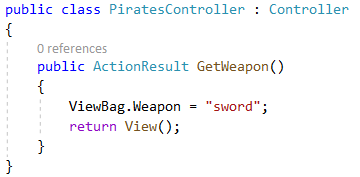 public class PiratesController : Controller
{
0 references
public ActionResult GetWeapon()
{
ViewBag.Weapon = "sword";
return View();
}
}